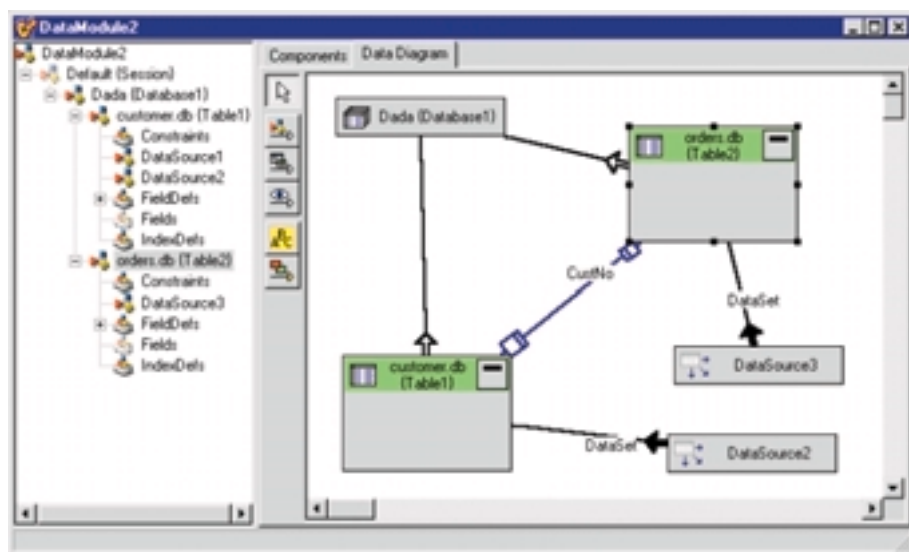 DataModule2
DataModule2
Default (Session)
Dada (Database1)
customer.db (Table1)
Constraints
DataSource1
DataSource2
FieldDefs
Fields
IndexDefs
orders.db (Table2)
Constraints
DataSource3
FieldDefs
Fields
IndexDefs
Components
Data Diagram
Dada (Database1)
orders.db
(Table2)
CustNo
DataSet
DataSource3
customer.db
(Table1)
DataSet
DataSource2